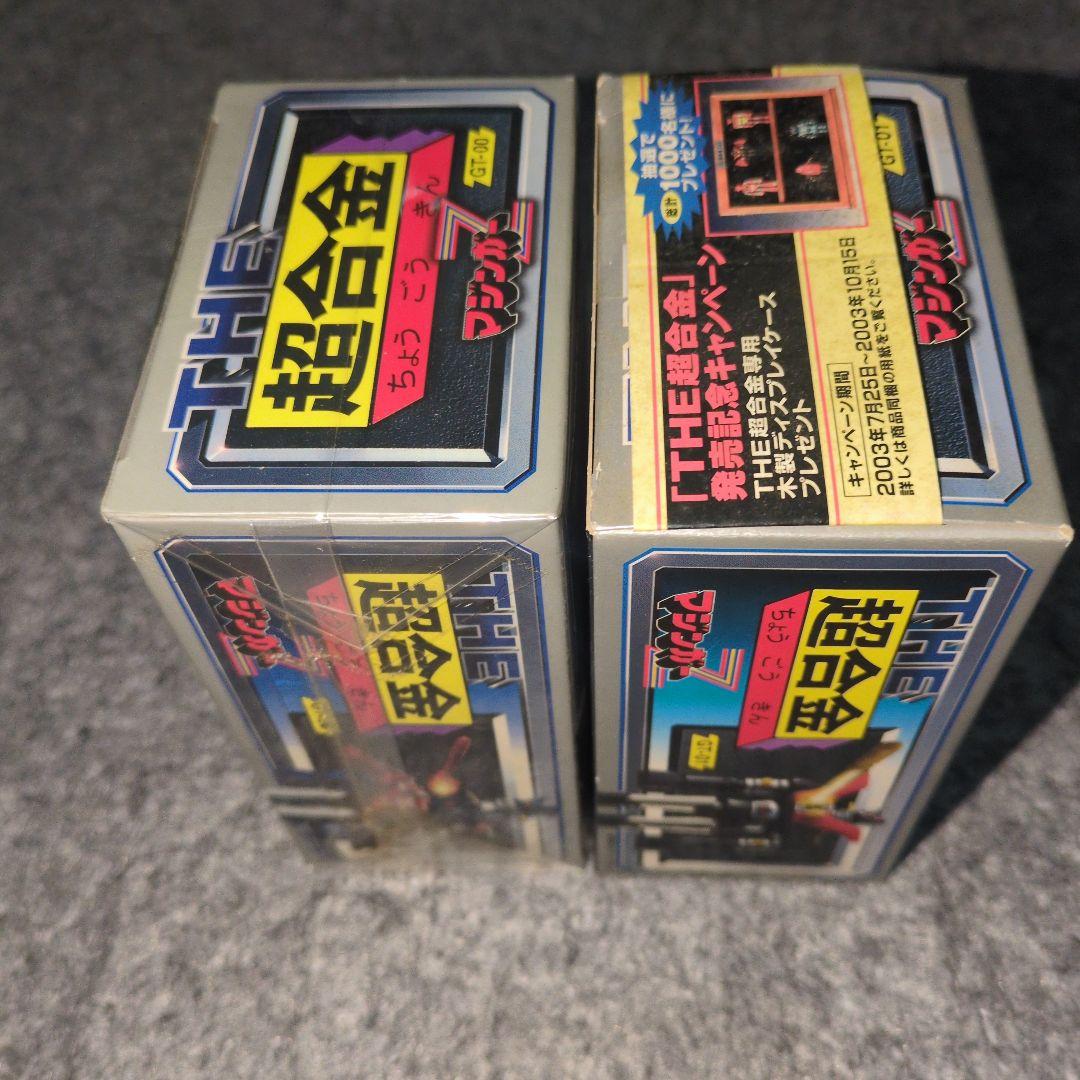 THE
超合金
ちょう ごう きん
マジンガー
Z
GT-00
THE
超合金
マジンガー
Z
抽選で
総計1000名様に
プレゼント!
「THE超合金」
発売記念キャンペーン
THE超合金専用
木製ディスプレイケース
プレゼント
キャンペーン期間
2003年7月25日~2003年10月15日
詳しくは商品同梱の用紙をご覧ください。
マジンガー
GT-01
THE
超合金
ちょう ごう きん
マジンガー
Z
GT-01